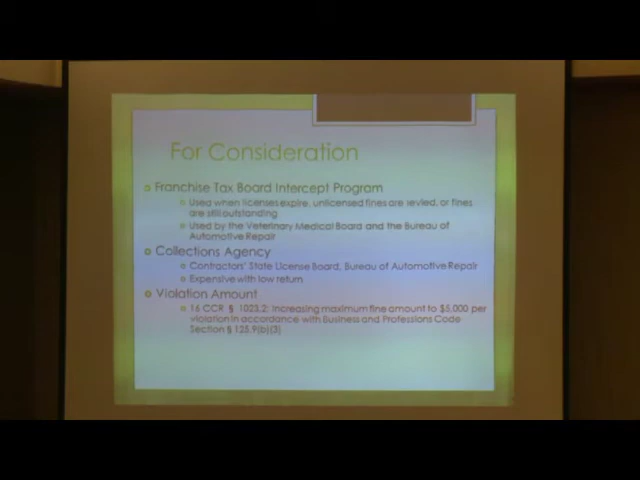 For Consideration
Franchise Tax Board Intercept Program
Used when licenses expire, unlicensed fines are levied, or fines
are still outstanding
Used by the Veterinary Medical Board and the Bureau of
Automotive Repair
Collections Agency
Contractors' State License Board, Bureau of Automotive Repair
Expensive with low return
Violation Amount
16 CCR § 1023.2: Increasing maximum fine amount to $5,000 per
violation in accordance with Business and Professions Code
Section § 125.9(b)(3)